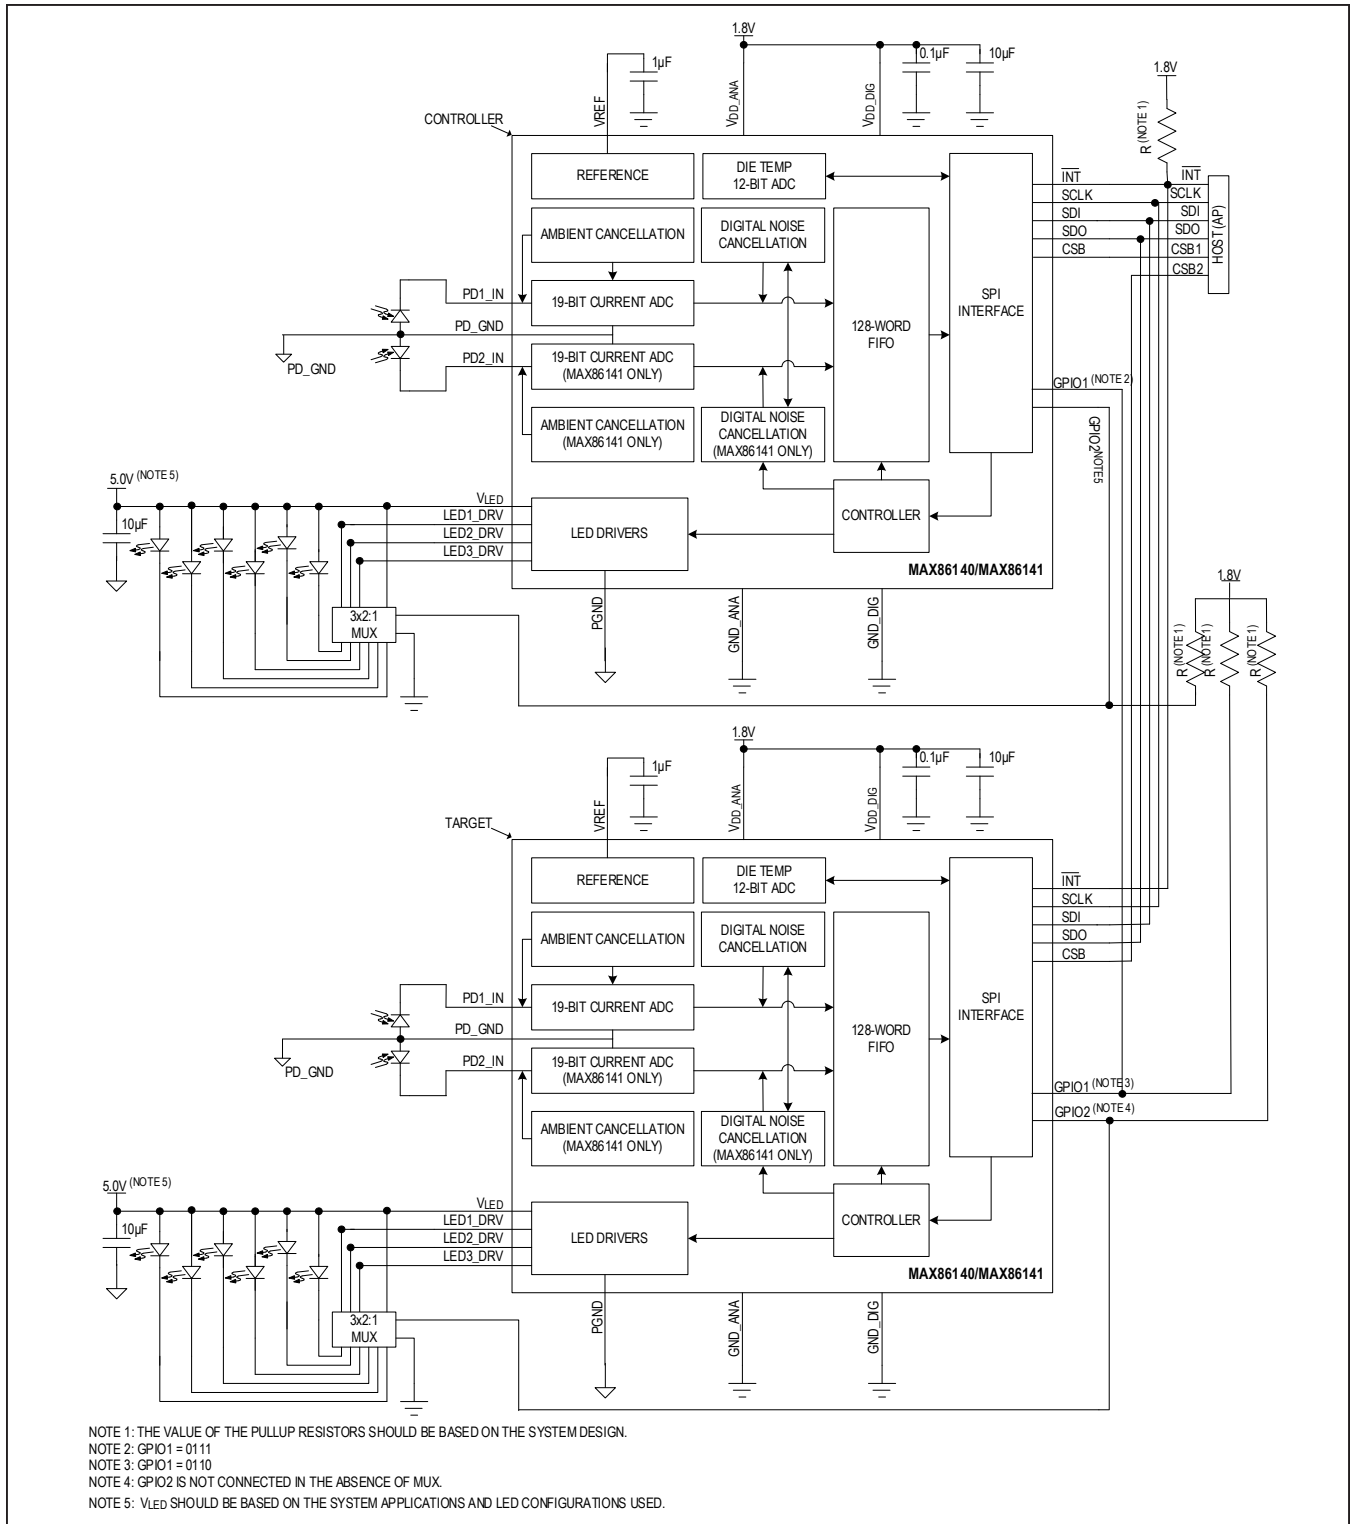 1.8V
1µF
0.1µF
10µF
1.8V
VREF
VDD_ANA
VDD_DIG
R (NOTE 1)
CONTROLLER
REFERENCE
DIE TEMP
12-BIT ADC
AMBIENT CANCELLATION
DIGITAL NOISE
CANCELLATION
PD1_IN
19-BIT CURRENT ADC
PD_GND
PD_GND
PD2_IN
19-BIT CURRENT ADC
(MAX86141 ONLY)
AMBIENT CANCELLATION
(MAX86141 ONLY)
DIGITAL NOISE
CANCELLATION
(MAX86141 ONLY)
128-WORD
FIFO
SPI
INTERFACE
INT
SCLK
SDI
SDO
CSB
INT
SCLK
SDI
SDO
CSB1
CSB2
HOST (AP)
GPIO1 (NOTE 2)
GPIO2 NOTE5
5.0V (NOTE 5)
10µF
VLED
LED1_DRV
LED2_DRV
LED3_DRV
LED DRIVERS
CONTROLLER
MAX86140/MAX86141
3x2:1
MUX
PGND
GND_ANA
GND_DIG
1.8V
R (NOTE 1)
R (NOTE 1)
R (NOTE 1)
1.8V
1µF
0.1µF
10µF
VREF
VDD_ANA
VDD_DIG
TARGET
REFERENCE
DIE TEMP
12-BIT ADC
AMBIENT CANCELLATION
DIGITAL NOISE
CANCELLATION
PD1_IN
19-BIT CURRENT ADC
PD_GND
PD_GND
PD2_IN
19-BIT CURRENT ADC
(MAX86141 ONLY)
AMBIENT CANCELLATION
(MAX86141 ONLY)
DIGITAL NOISE
CANCELLATION
(MAX86141 ONLY)
128-WORD
FIFO
SPI
INTERFACE
INT
SCLK
SDI
SDO
CSB
GPIO1 (NOTE 3)
GPIO2 (NOTE 4)
5.0V (NOTE 5)
10µF
VLED
LED1_DRV
LED2_DRV
LED3_DRV
LED DRIVERS
CONTROLLER
MAX86140/MAX86141
3x2:1
MUX
PGND
GND_ANA
GND_DIG
NOTE 1: THE VALUE OF THE PULLUP RESISTORS SHOULD BE BASED ON THE SYSTEM DESIGN.
NOTE 2: GPIO1 = 0111
NOTE 3: GPIO1 = 0110
NOTE 4: GPIO2 IS NOT CONNECTED IN THE ABSENCE OF MUX.
NOTE 5: VLED SHOULD BE BASED ON THE SYSTEM APPLICATIONS AND LED CONFIGURATIONS USED.